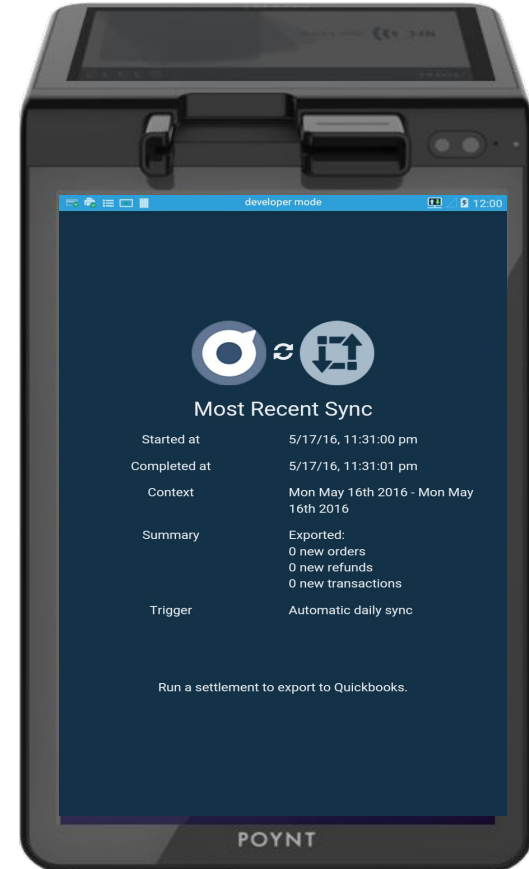 developer mode
12:00
Most Recent Sync
Started at 5/17/16, 11:31:00 pm
Completed at 5/17/16, 11:31:01 pm
Context Mon May 16th 2016 - Mon May
16th 2016
Summary Exported:
0 new orders
0 new refunds
0 new transactions
Trigger Automatic daily sync
Run a settlement to export to Quickbooks.
POYNT